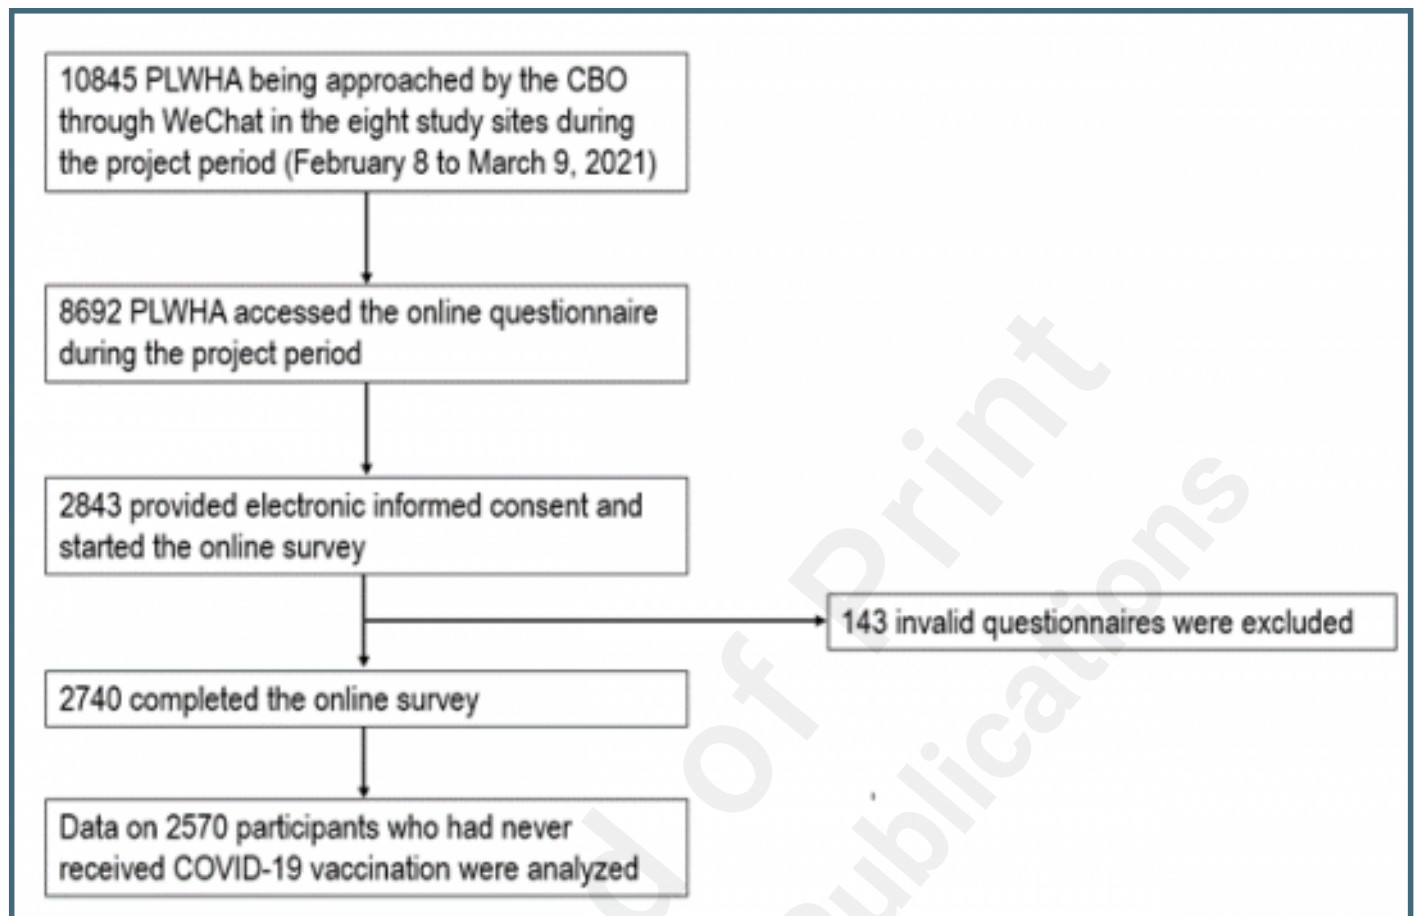 10845 PLWHA being approached by the CBO
through WeChat in the eight study sites during
the project period (February 8 to March 9, 2021)
8692 PLWHA accessed the online questionnaire
during the project period
2843 provided electronic informed consent and
started the online survey
143 invalid questionnaires were excluded
2740 completed the online survey
Data on 2570 participants who had never
received COVID-19 vaccination were analyzed
of Print